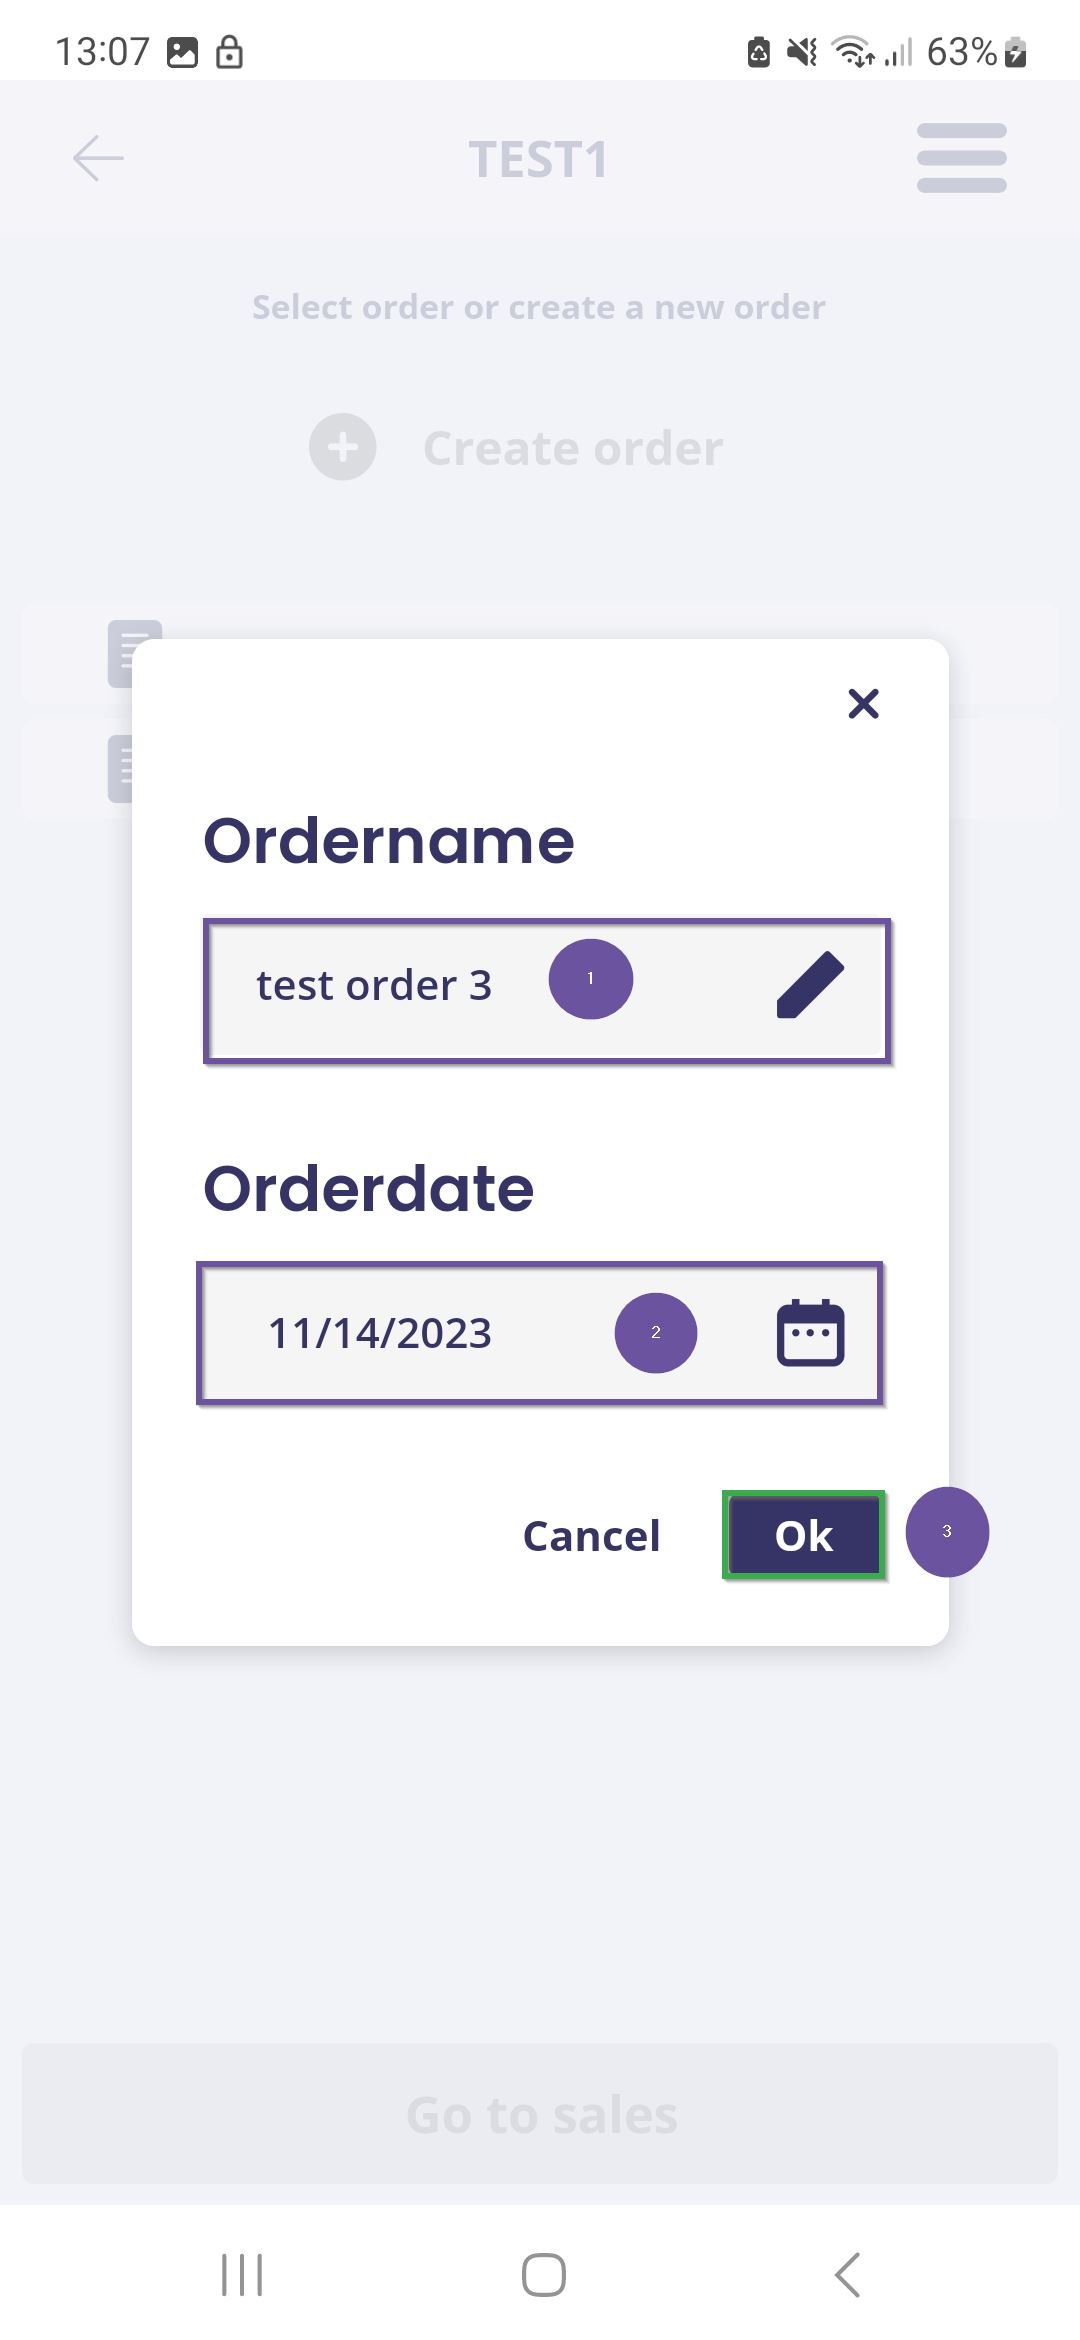 13:07 63%
TEST1
Select order or create a new order
Create order
Ordername
test order 3 1
Orderdate
11/14/2023 2
Cancel Ok 3
Go to sales